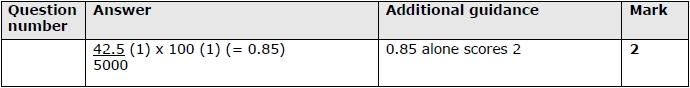 Question number Answer Additional guidance Mark
42.5 (1) x 100 (1) (= 0.85) 0.85 alone scores 2 2
5000